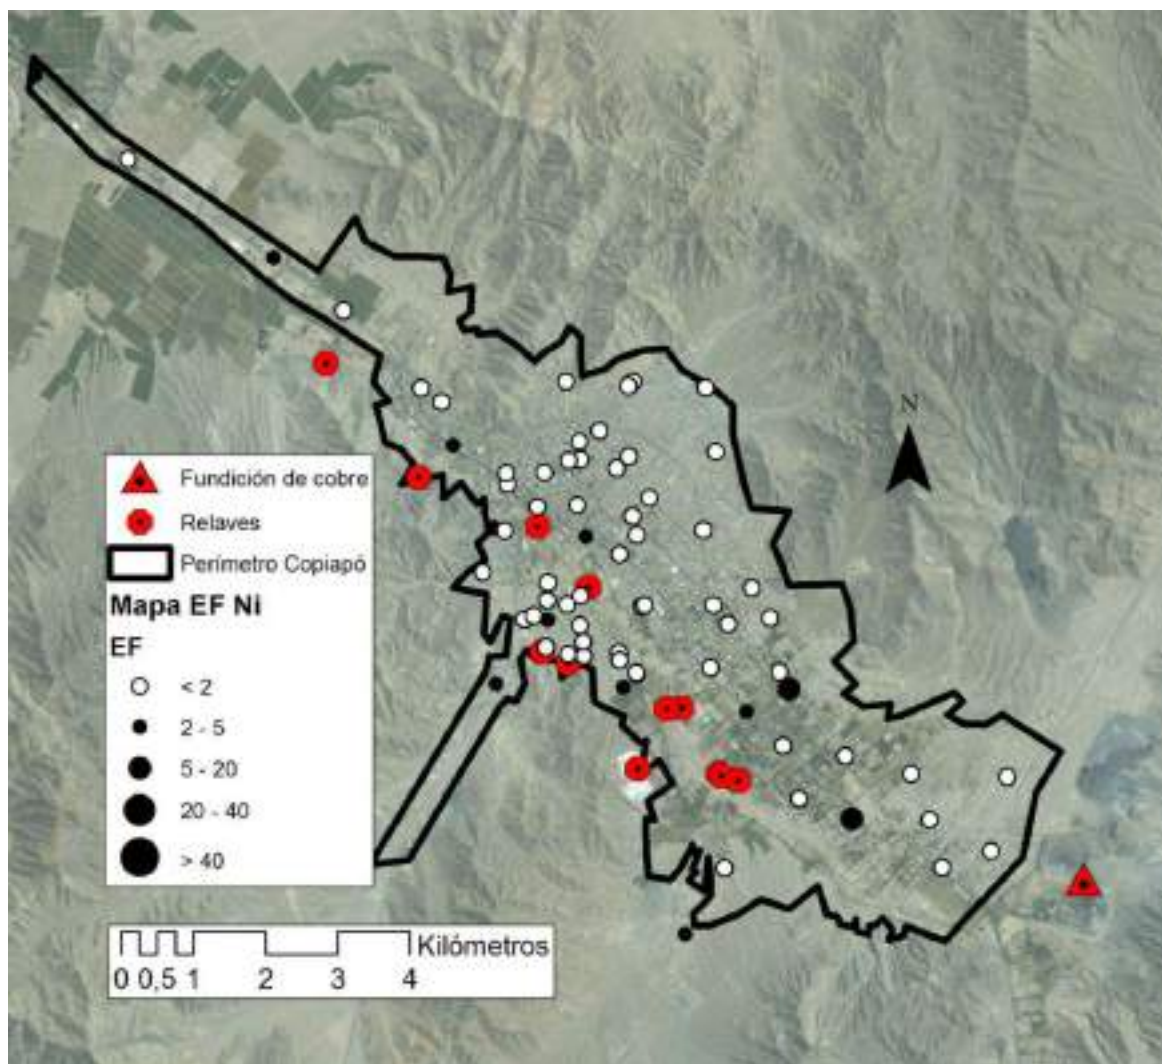 N
Fundición de cobre
Relaves
Perímetro Copiapó
Mapa EF Ni
EF
< 2
2 - 5
5 - 20
20 - 40
> 40
Kilómetros
0 0,5 1 2 3 4